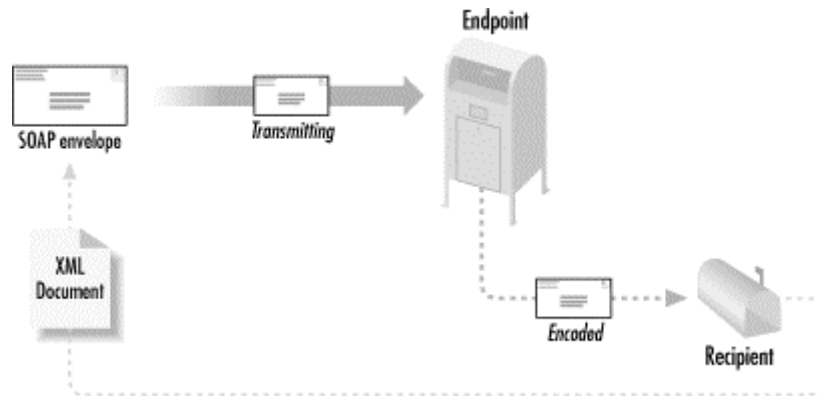 Endpoint
SOAP envelope
Transmitting
XML
Document
Encoded
Recipient